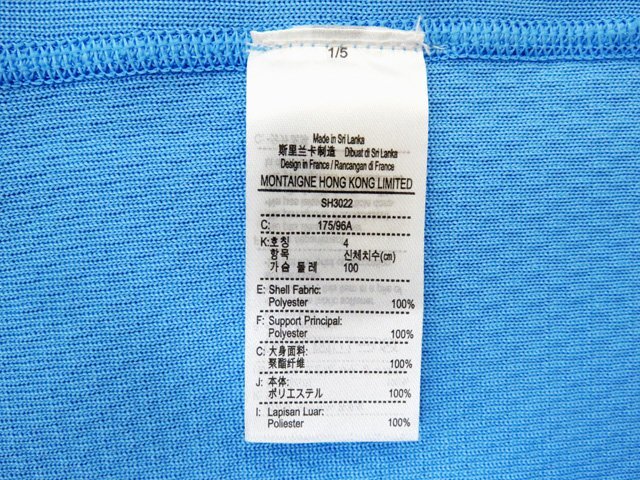 1/5
Made in Sri Lanka
斯里兰卡制造 Dibuat di Sri Lanka
Design in France / Rancangan di France
MONTAIGNE HONG KONG LIMITED
SH3022
C: 175/96A
K:호칭 4
항목 신체치수(cm)
가슴 둘레 100
E: Shell Fabric:
Polyester 100%
F: Support Principal:
Polyester 100%
C: 大身面料:
聚酯纤维 100%
J: 本体:
ポリエステル 100%
I: Lapisan Luar:
Poliester 100%